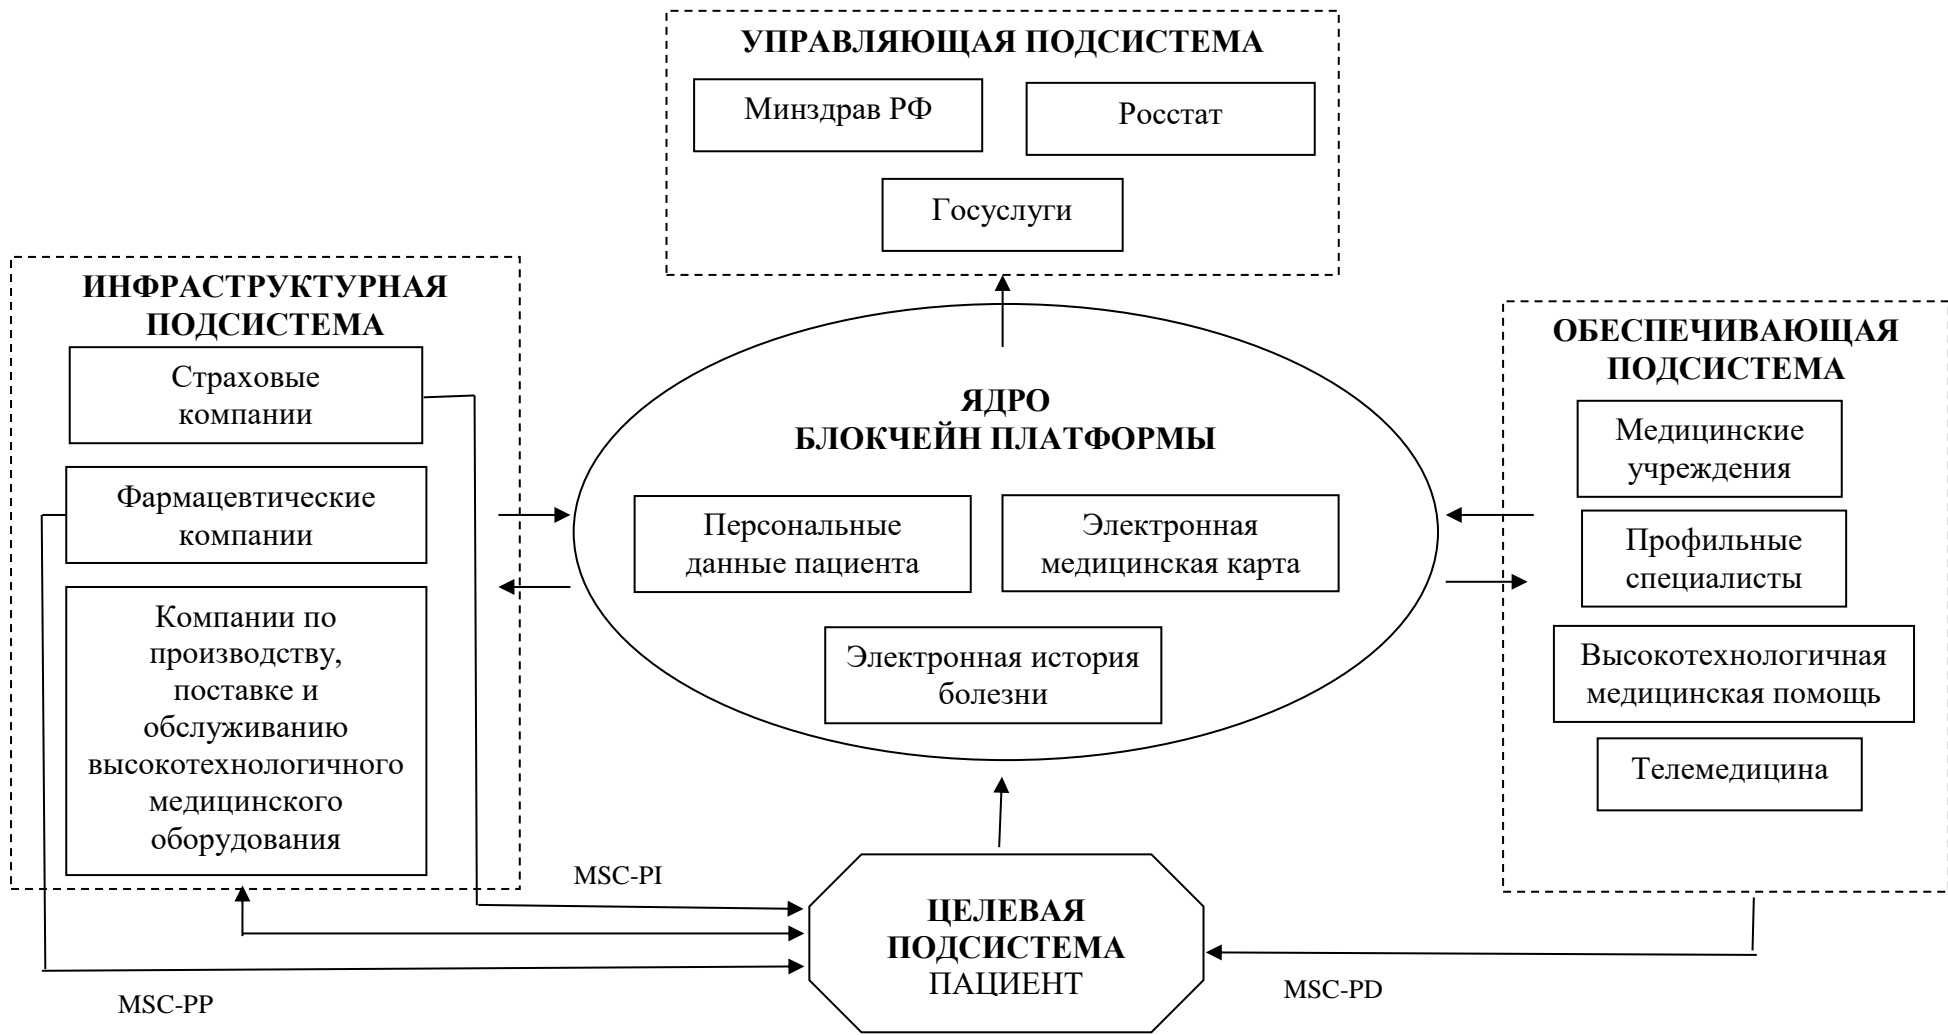 УПРАВЛЯЮЩАЯ ПОДСИСТЕМА
Минздрав РФ
Росстат
Госуслуги
ИНФРАСТРУКТУРНАЯ
ПОДСИСТЕМА
Страховые
компании
Фармацевтические
компании
Компании по
производству,
поставке и
обслуживанию
высокотехнологичного
медицинского
оборудования
ЯДРО
БЛОКЧЕЙН ПЛАТФОРМЫ
Персональные
данные пациента
Электронная
медицинская карта
Электронная история
болезни
ОБЕСПЕЧИВАЮЩАЯ
ПОДСИСТЕМА
Медицинские
учреждения
Профильные
специалисты
Высокотехнологичная
медицинская помощь
Телемедицина
MSC-PI
ЦЕЛЕВАЯ
ПОДСИСТЕМА
ПАЦИЕНТ
MSC-PP
MSC-PD